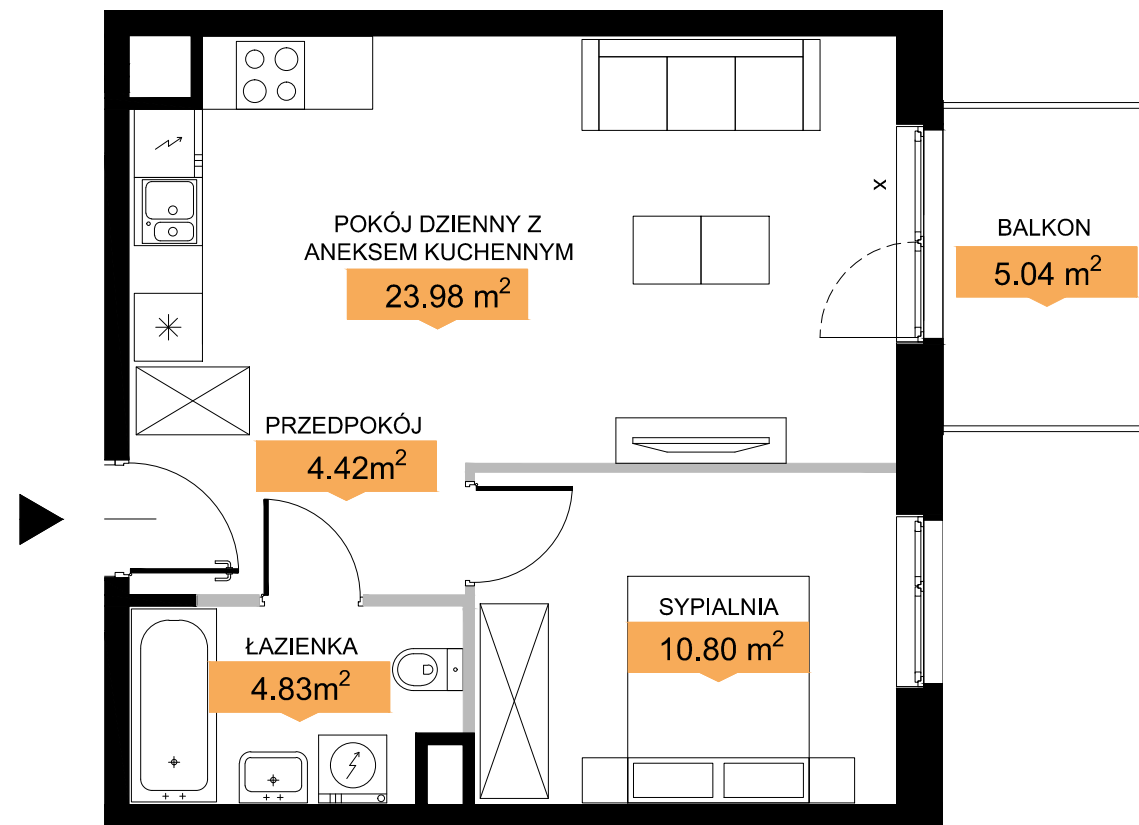 POKÓJ DZIENNY Z
ANEKSEM KUCHENNYM
23.98 m²
x
BALKON
5.04 m²
PRZEDPOKÓJ
4.42m²
SYPIALNIA
10.80 m²
ŁAZIENKA
4.83m²